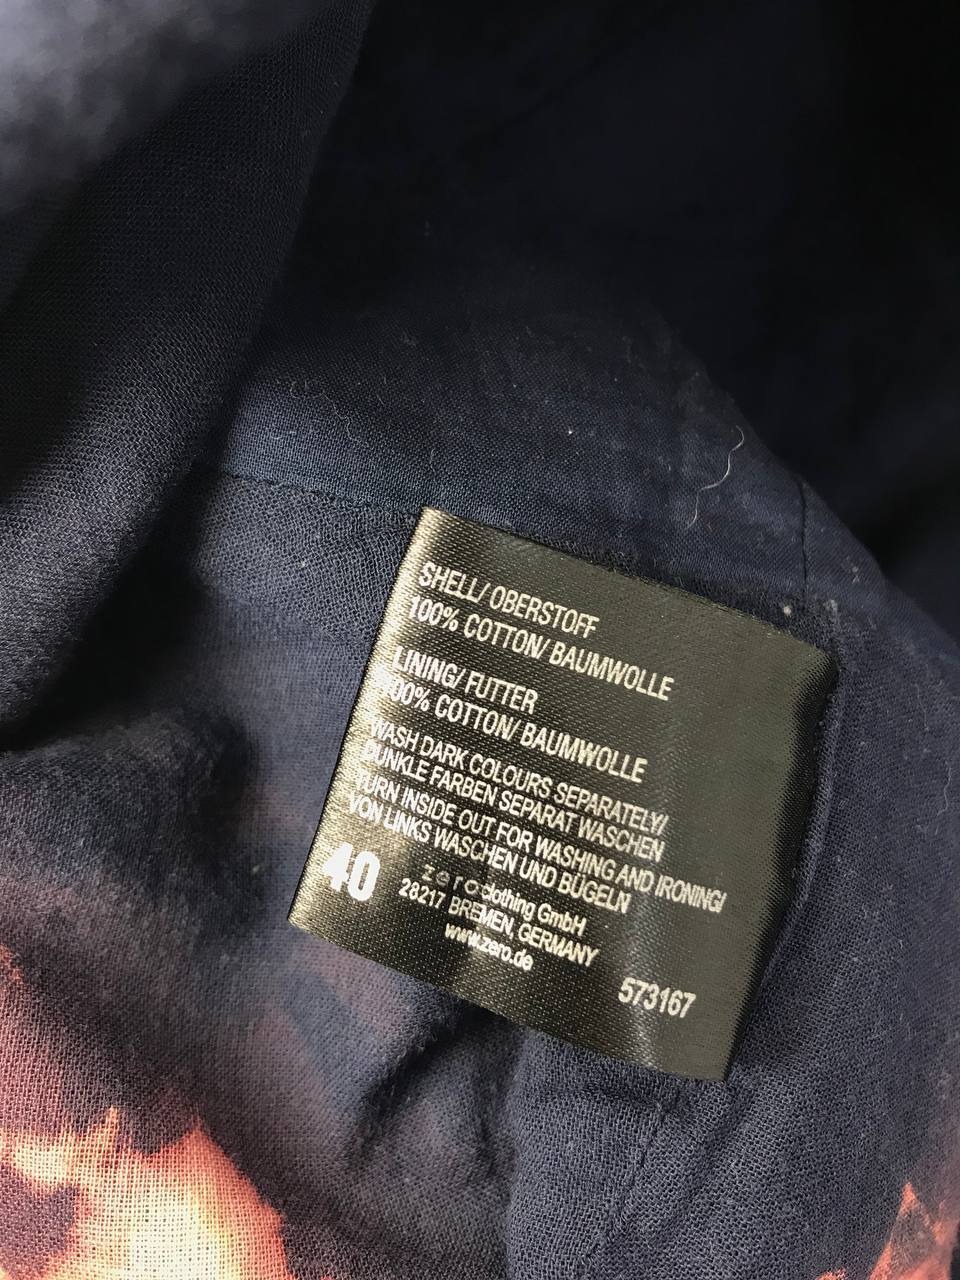 SHELL/ OBERSTOFF
100% COTTON/ BAUMWOLLE
LINING/ FUTTER
100% COTTON/ BAUMWOLLE
WASH DARK COLOURS SEPARATELY/
DUNKLE FARBEN SEPARAT WASCHEN
TURN INSIDE OUT FOR WASHING AND IRONING/
VON LINKS WASCHEN UND BÜGELN
40
zero clothing GmbH
28217 BREMEN, GERMANY
www.zero.de
573167